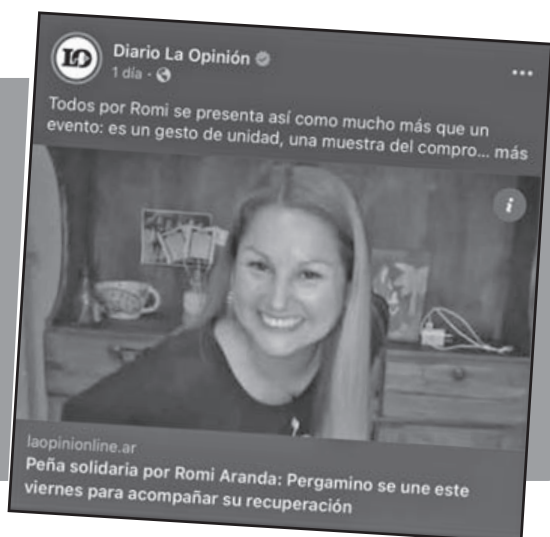 LO
Diario La Opinión
1 día ·
Todos por Romi se presenta así como mucho más que un
evento: es un gesto de unidad, una muestra del compro... más
laopinionline.ar
Peña solidaria por Romi Aranda: Pergamino se une este
viernes para acompañar su recuperación